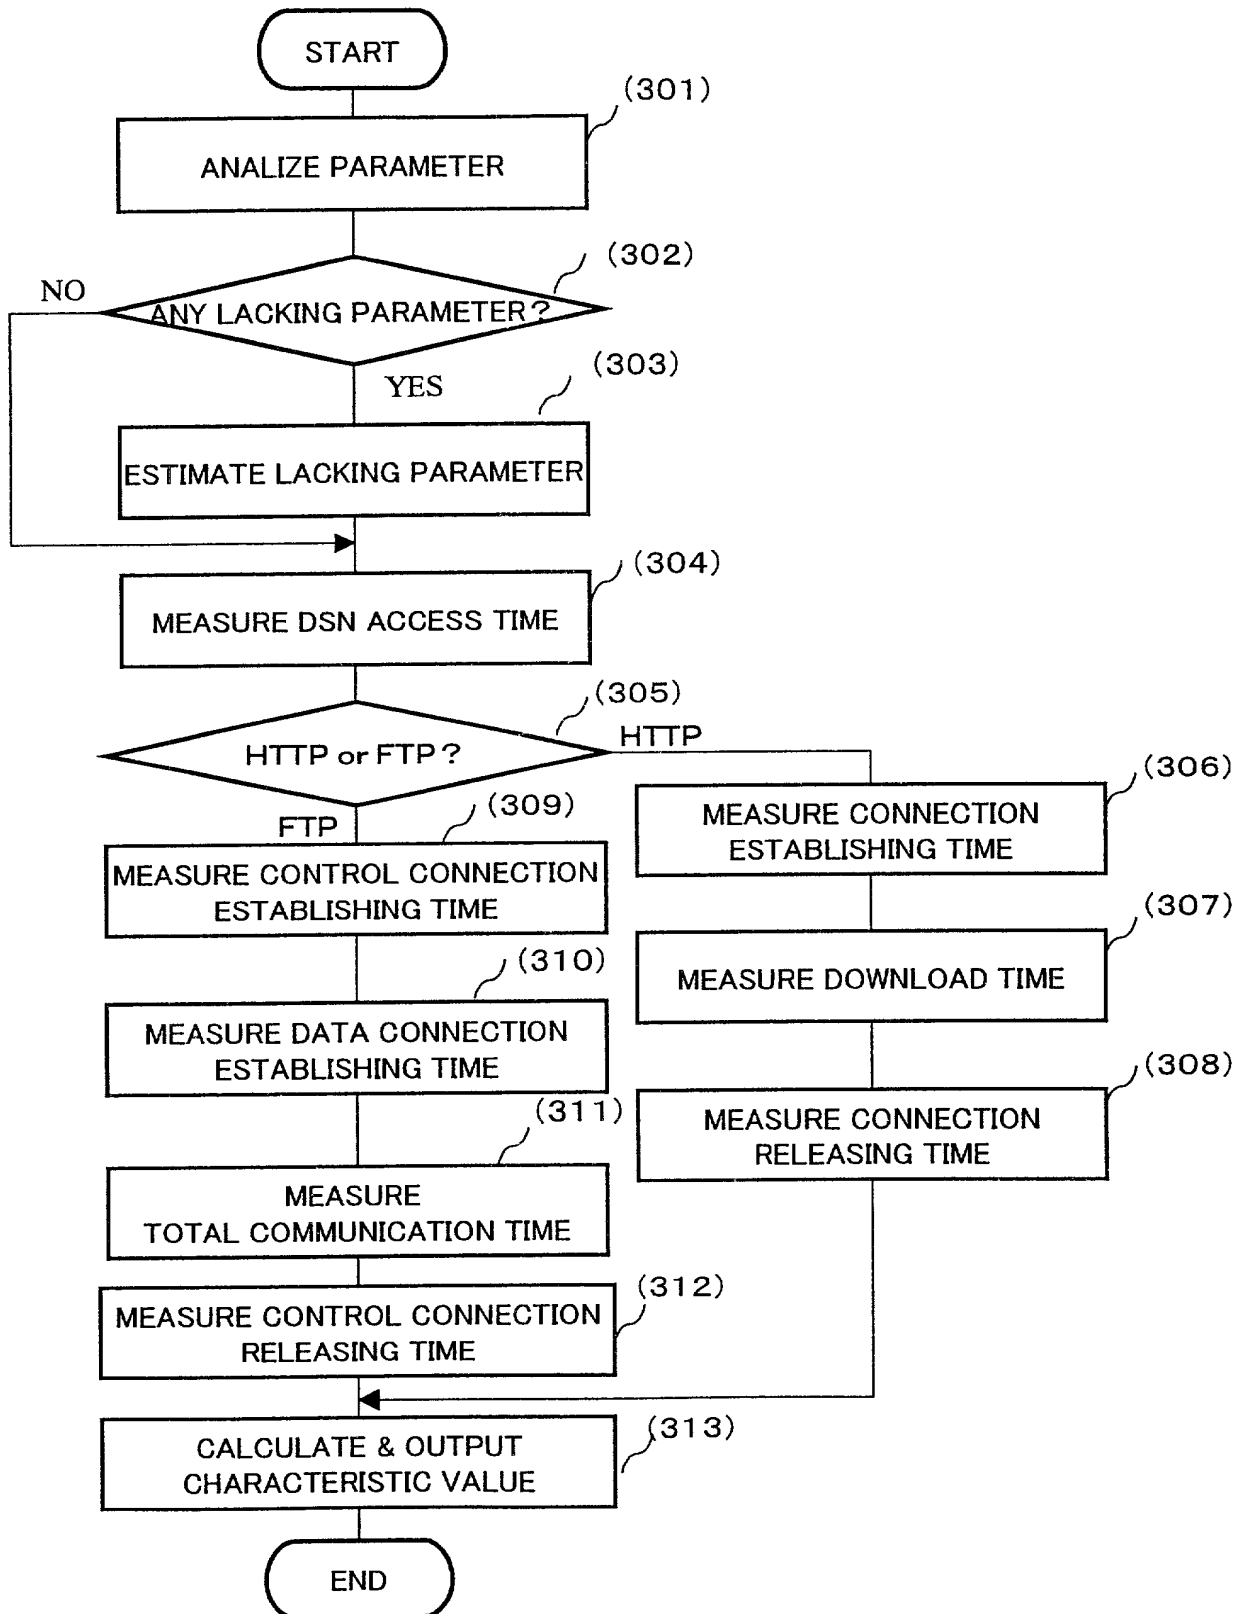 START
(301)
ANALIZE PARAMETER
(302)
NO
ANY LACKING PARAMETER?
(303)
YES
ESTIMATE LACKING PARAMETER
(304)
MEASURE DSN ACCESS TIME
(305)
HTTP or FTP?
HTTP
(306)
MEASURE CONNECTION
ESTABLISHING TIME
(307)
MEASURE DOWNLOAD TIME
(308)
MEASURE CONNECTION
RELEASING TIME
(309)
FTP
MEASURE CONTROL CONNECTION
ESTABLISHING TIME
(310)
MEASURE DATA CONNECTION
ESTABLISHING TIME
(311)
MEASURE
TOTAL COMMUNICATION TIME
(312)
MEASURE CONTROL CONNECTION
RELEASING TIME
(313)
CALCULATE & OUTPUT
CHARACTERISTIC VALUE
END